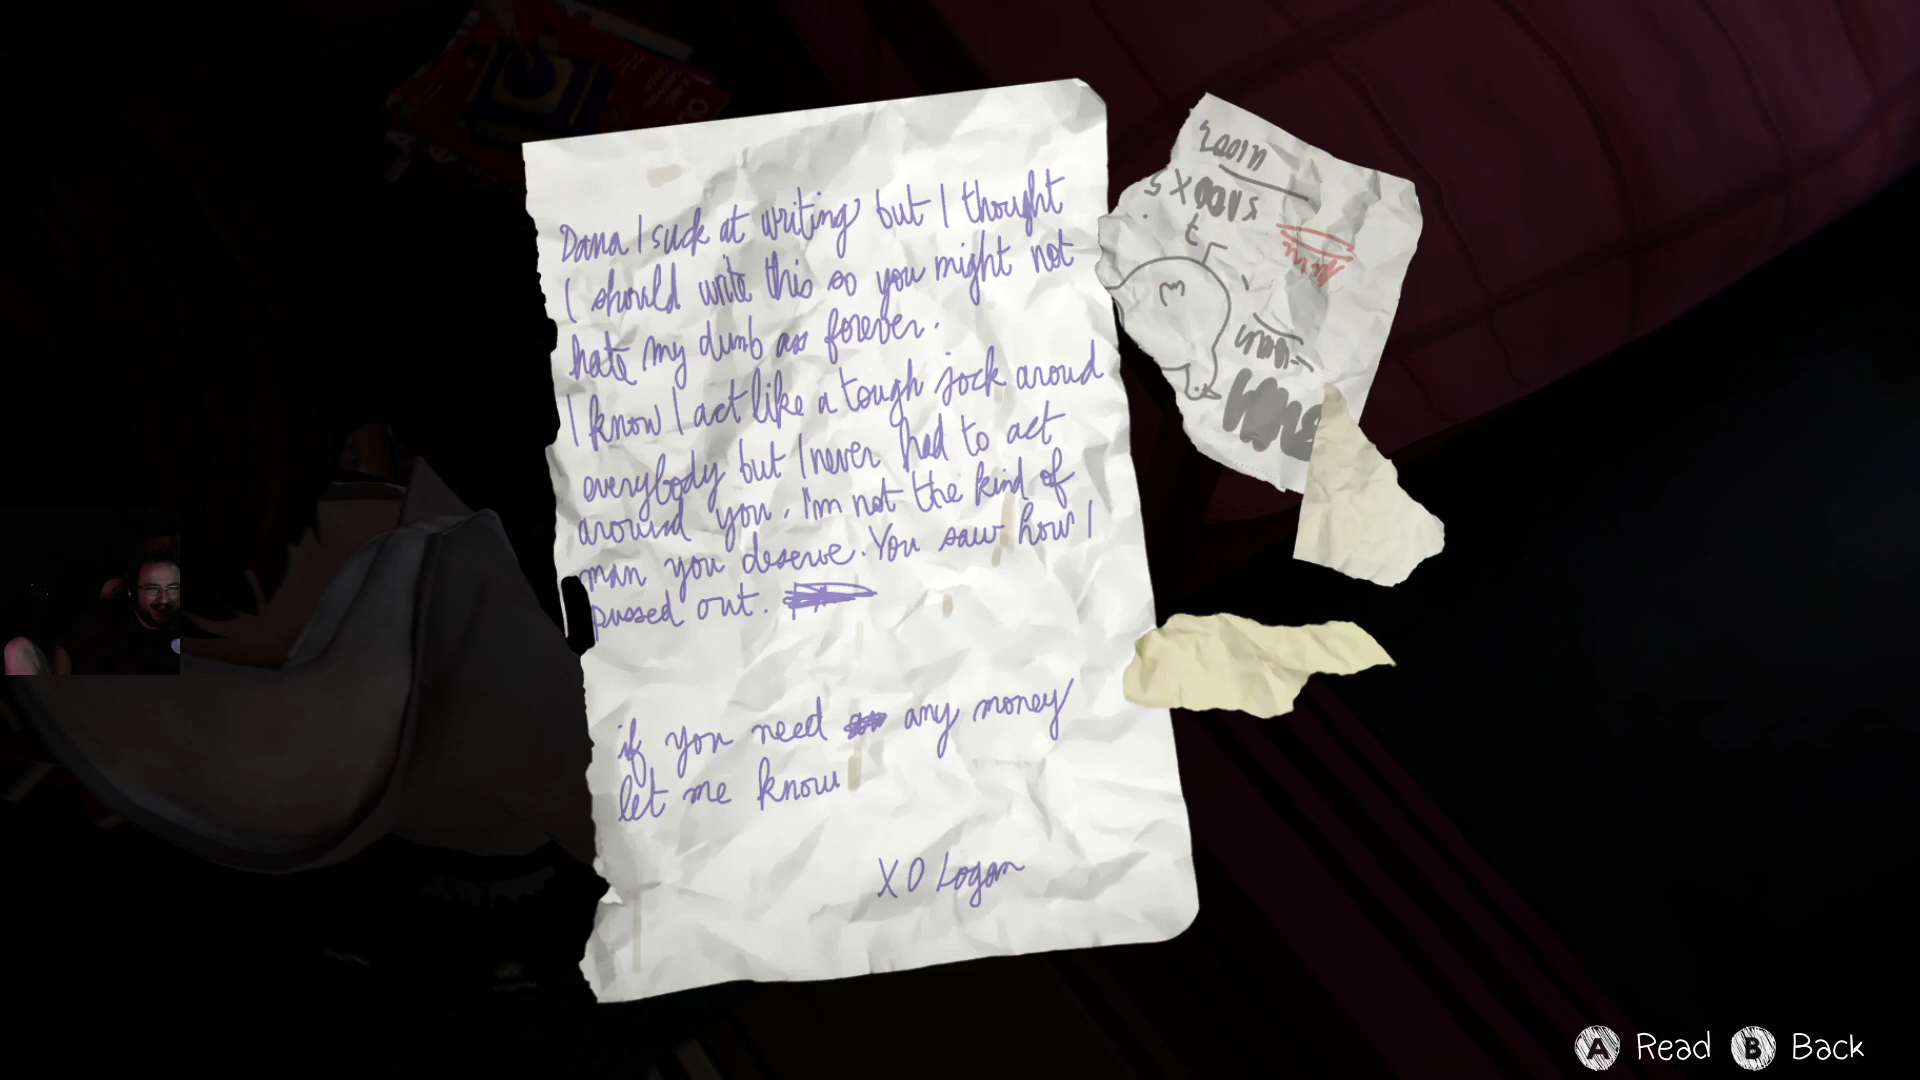 Dana I suck at writing but I thought
I should write this so you might not
hate my dumb ass forever.
I know I act like a tough jock aroud
everybody but I never had to act
around you. I'm not the kind of
man you deserve. You saw how I
pussed out.
if you need any money
let me know
XO Logan
A Read B Back